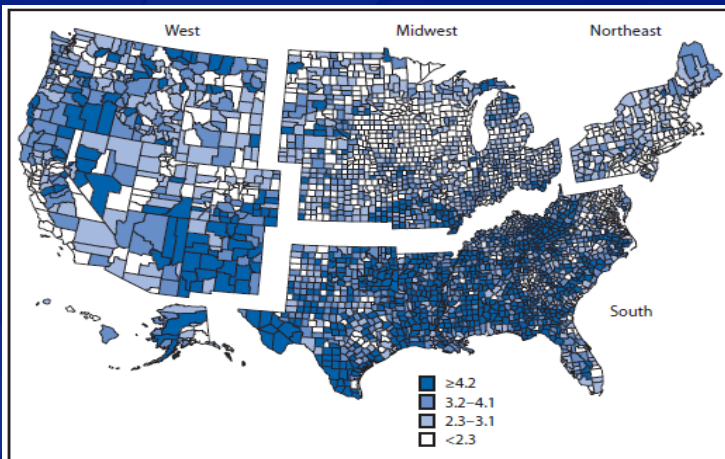 West
Midwest
Northeast
South
≥4.2
3.2–4.1
2.3–3.1
<2.3